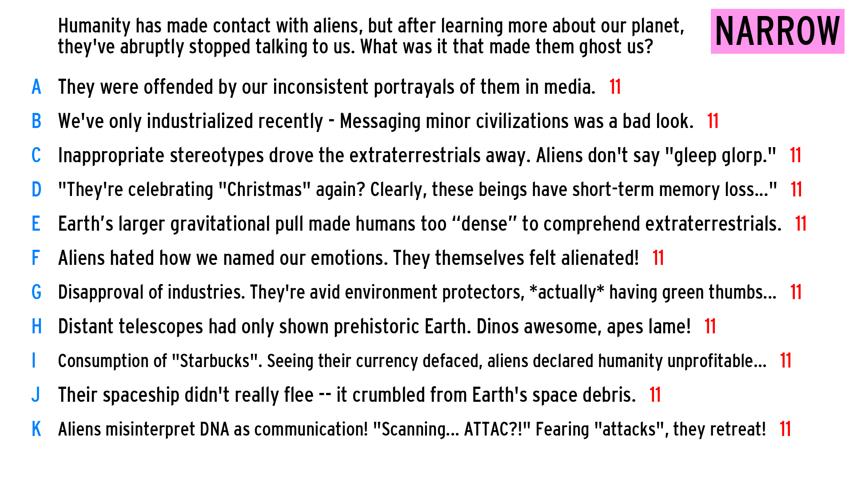 Humanity has made contact with aliens, but after learning more about our planet,
they've abruptly stopped talking to us. What was it that made them ghost us?
NARROW
A They were offended by our inconsistent portrayals of them in media. 11
B We've only industrialized recently - Messaging minor civilizations was a bad look. 11
C Inappropriate stereotypes drove the extraterrestrials away. Aliens don't say "gleep glorp." 11
D "They're celebrating "Christmas" again? Clearly, these beings have short-term memory loss..." 11
E Earth’s larger gravitational pull made humans too “dense” to comprehend extraterrestrials. 11
F Aliens hated how we named our emotions. They themselves felt alienated! 11
G Disapproval of industries. They're avid environment protectors, *actually* having green thumbs... 11
H Distant telescopes had only shown prehistoric Earth. Dinos awesome, apes lame! 11
I Consumption of "Starbucks". Seeing their currency defaced, aliens declared humanity unprofitable... 11
J Their spaceship didn't really flee -- it crumbled from Earth's space debris. 11
K Aliens misinterpret DNA as communication! "Scanning... ATTAC?!" Fearing "attacks", they retreat! 11